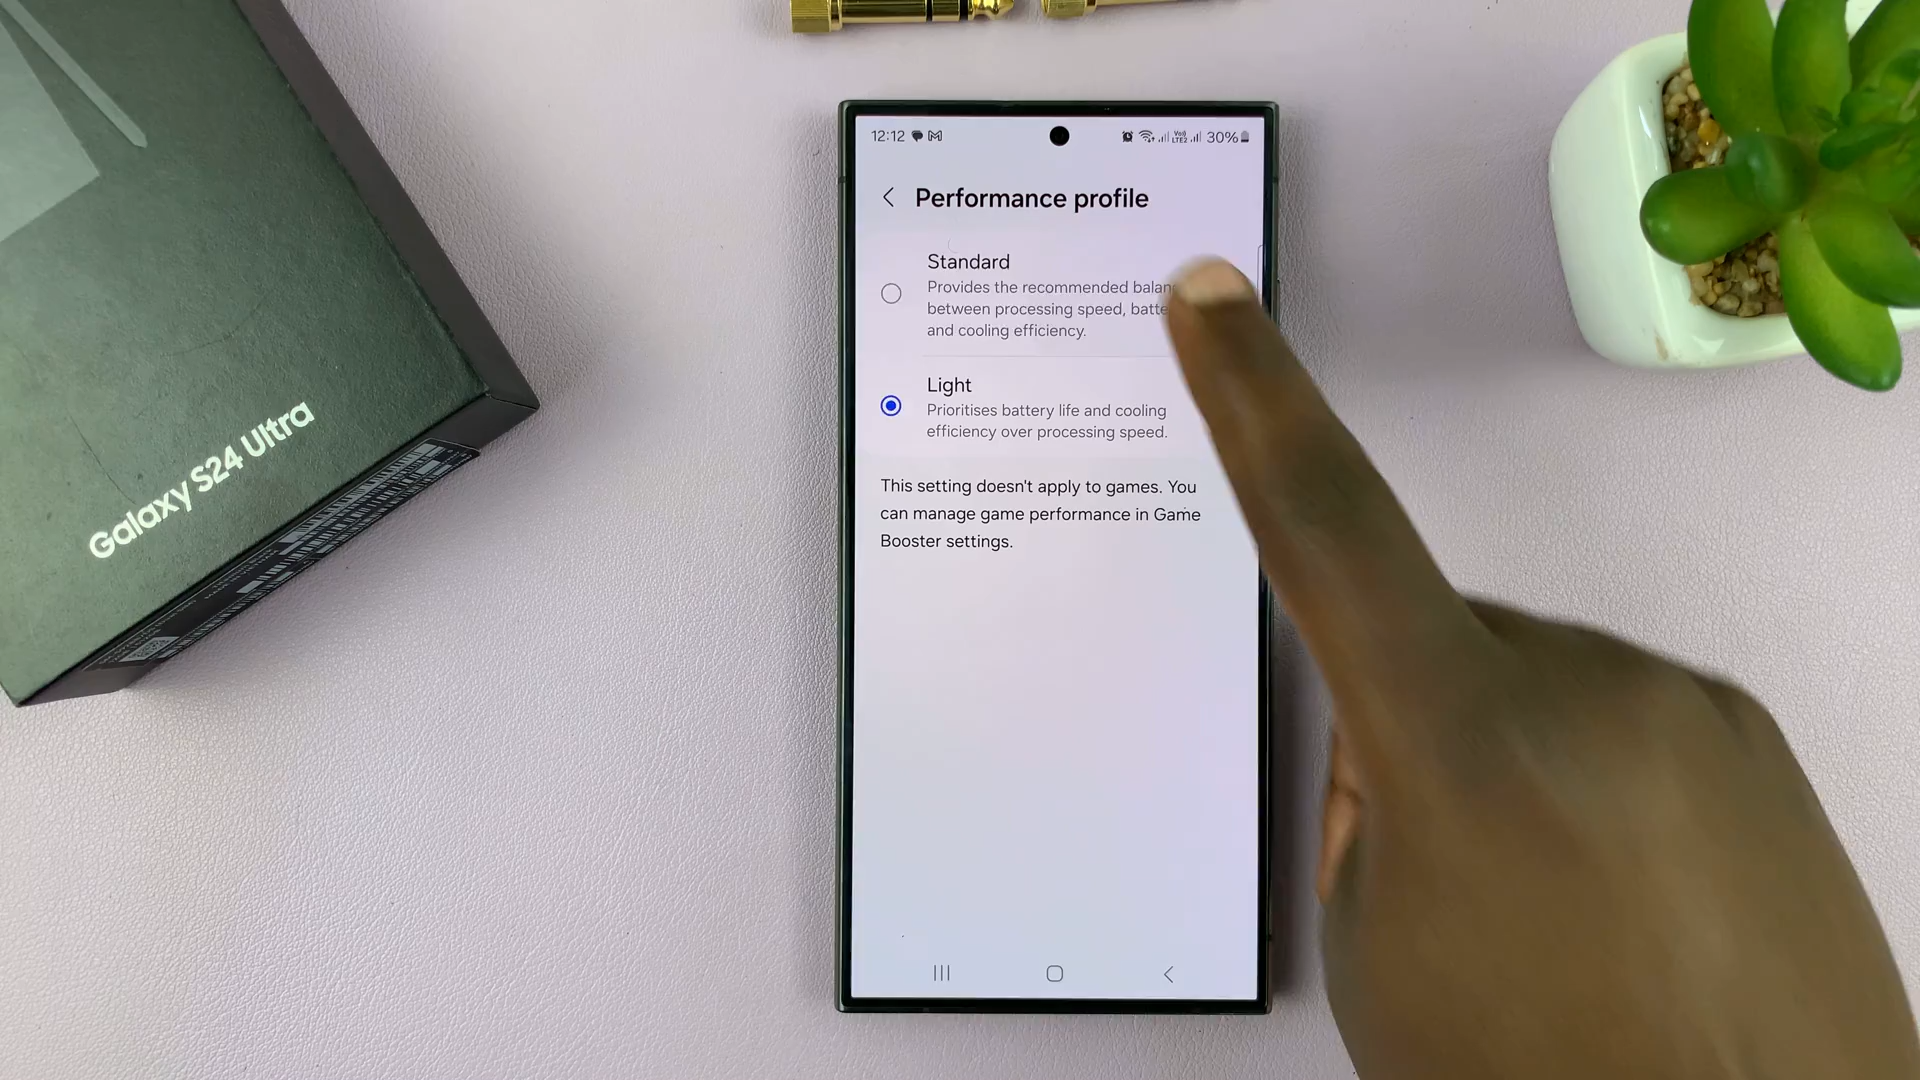 Galaxy S24 Ultra
12:12
30%
Performance profile
Standard
Provides the recommended
between processing speed,
and cooling efficiency.
Light
Prioritises battery life and cooling
efficiency over processing speed.
This setting doesn't apply to games. You
can manage game performance in Game
Booster settings.